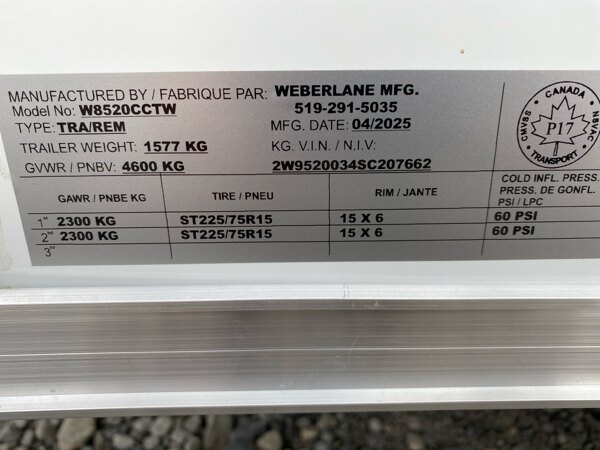 MANUFACTURED BY / FABRIQUE PAR: WEBERLANE MFG.
Model No: W8520CCTW 519-291-5035
TYPE: TRA/REM MFG. DATE: 04/2025
TRAILER WEIGHT: 1577 KG KG. V.I.N. / N.I.V:
GVWR / PNBV: 4600 KG 2W9520034SC207662
CANADA
CMVSS P17 NSVAC
TRANSPORT
GAWR / PNBE KG TIRE / PNEU RIM / JANTE COLD INFL. PRESS.
PRESS. DE GONFL.
PSI / LPC
1" 2300 KG ST225/75R15 15 X 6 60 PSI
2" 2300 KG ST225/75R15 15 X 6 60 PSI
3"